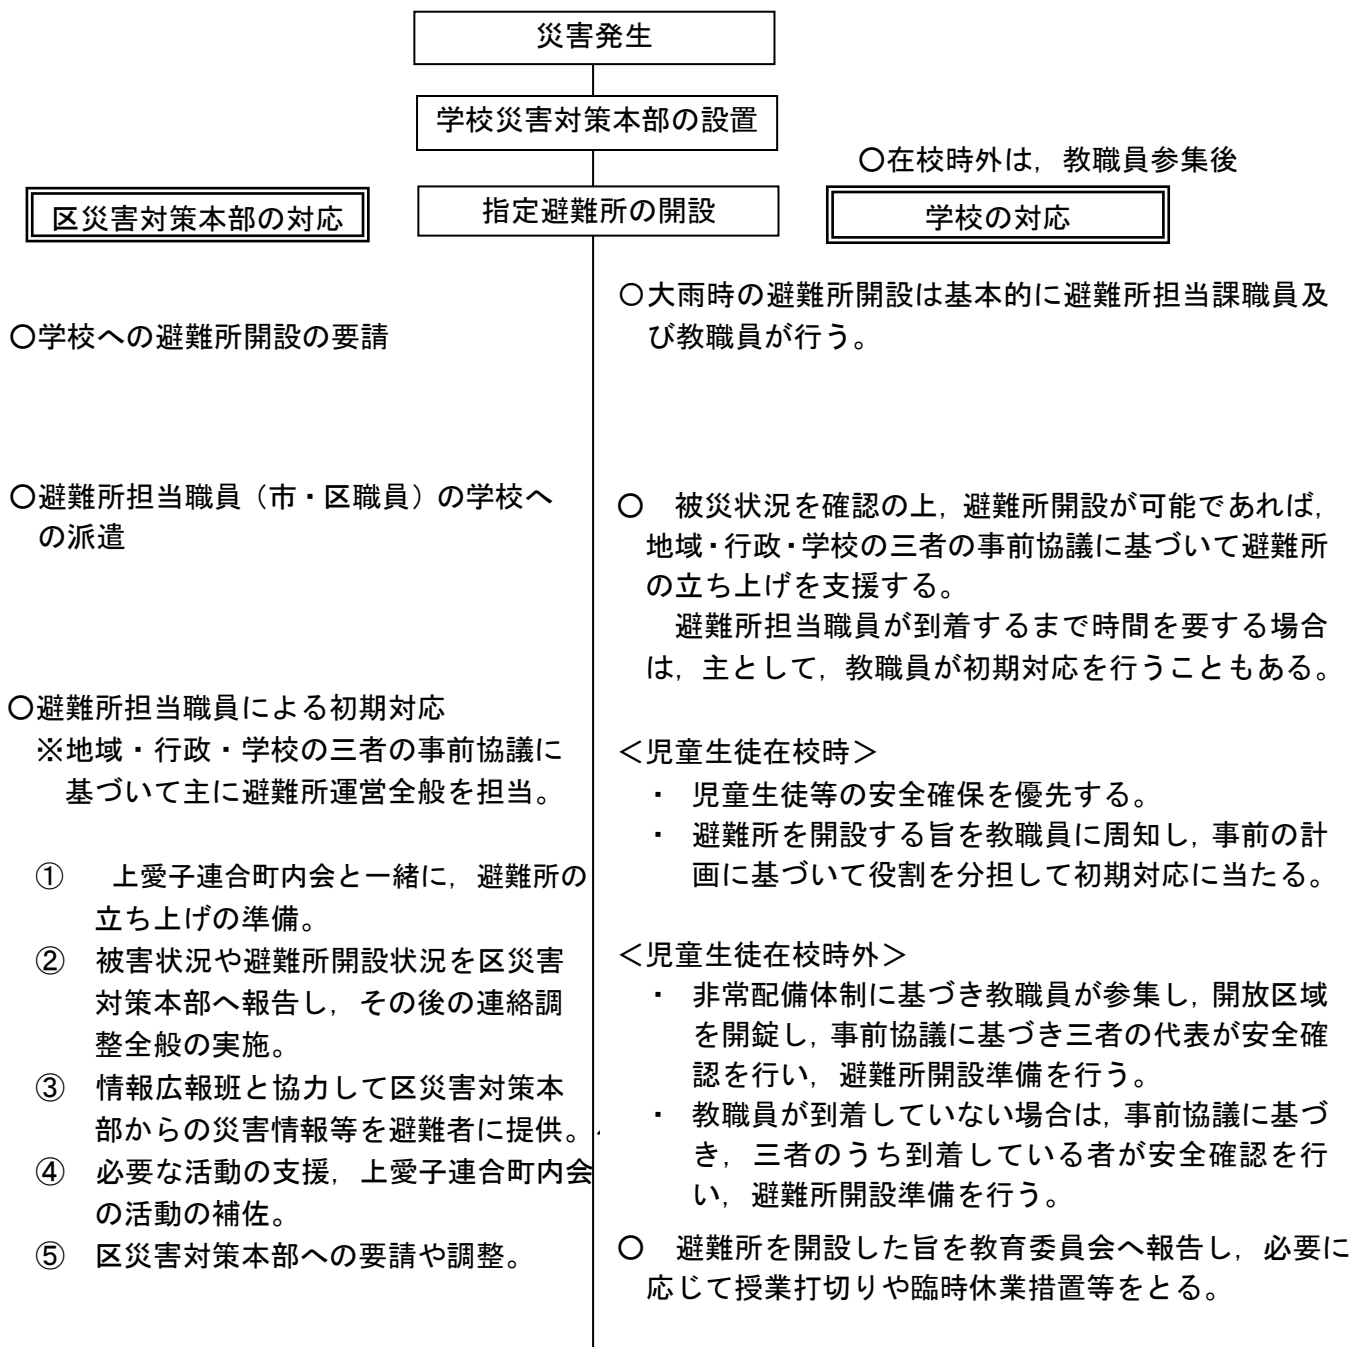 災害発生
学校災害対策本部の設置
〇在校時外は，教職員参集後
区災害対策本部の対応
指定避難所の開設
学校の対応
〇学校への避難所開設の要請
〇避難所担当職員（市・区職員）の学校へ
の派遣
〇避難所担当職員による初期対応
※地域・行政・学校の三者の事前協議に
基づいて主に避難所運営全般を担当。
① 上愛子連合町内会と一緒に，避難所の
立ち上げの準備。
② 被害状況や避難所開設状況を区災害
対策本部へ報告し，その後の連絡調
整全般の実施。
③ 情報広報班と協力して区災害対策本
部からの災害情報等を避難者に提供。
④ 必要な活動の支援，上愛子連合町内会
の活動の補佐。
⑤ 区災害対策本部への要請や調整。
〇大雨時の避難所開設は基本的に避難所担当課職員及
び教職員が行う。
〇 被災状況を確認の上，避難所開設が可能であれば，
地域・行政・学校の三者の事前協議に基づいて避難所
の立ち上げを支援する。
避難所担当職員が到着するまで時間を要する場合
は，主として，教職員が初期対応を行うこともある。
＜児童生徒在校時＞
・ 児童生徒等の安全確保を優先する。
・ 避難所を開設する旨を教職員に周知し，事前の計
画に基づいて役割を分担して初期対応に当たる。
＜児童生徒在校時外＞
・ 非常配備体制に基づき教職員が参集し，開放区域
を開錠し，事前協議に基づき三者の代表が安全確
認を行い，避難所開設準備を行う。
・ 教職員が到着していない場合は，事前協議に基づ
き，三者のうち到着している者が安全確認を行
い，避難所開設準備を行う。
〇 避難所を開設した旨を教育委員会へ報告し，必要に
応じて授業打切りや臨時休業措置等をとる。